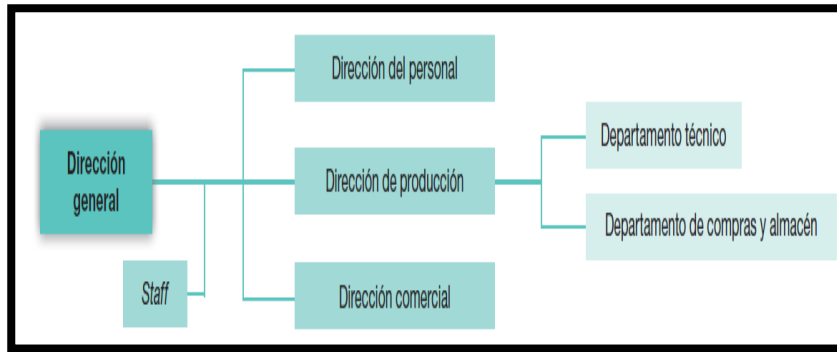 Dirección
general
Staff
Dirección del personal
Dirección de producción
Dirección comercial
Departamento técnico
Departamento de compras y almacén